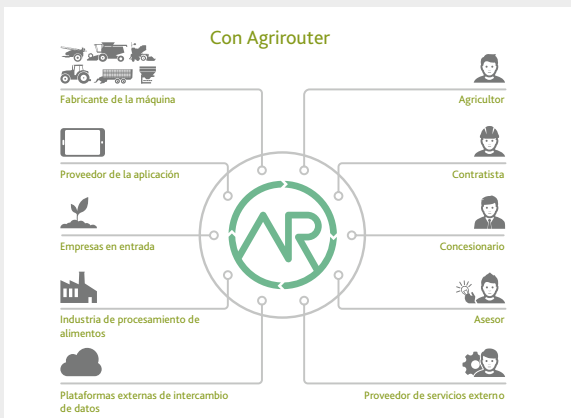 Con Agrirouter
Fabricante de la máquina
Agricultor
Proveedor de la aplicación
Contratista
AR
Empresas en entrada
Concesionario
Industria de procesamiento de
alimentos
Asesor
Plataformas externas de intercambio
de datos
Proveedor de servicios externo